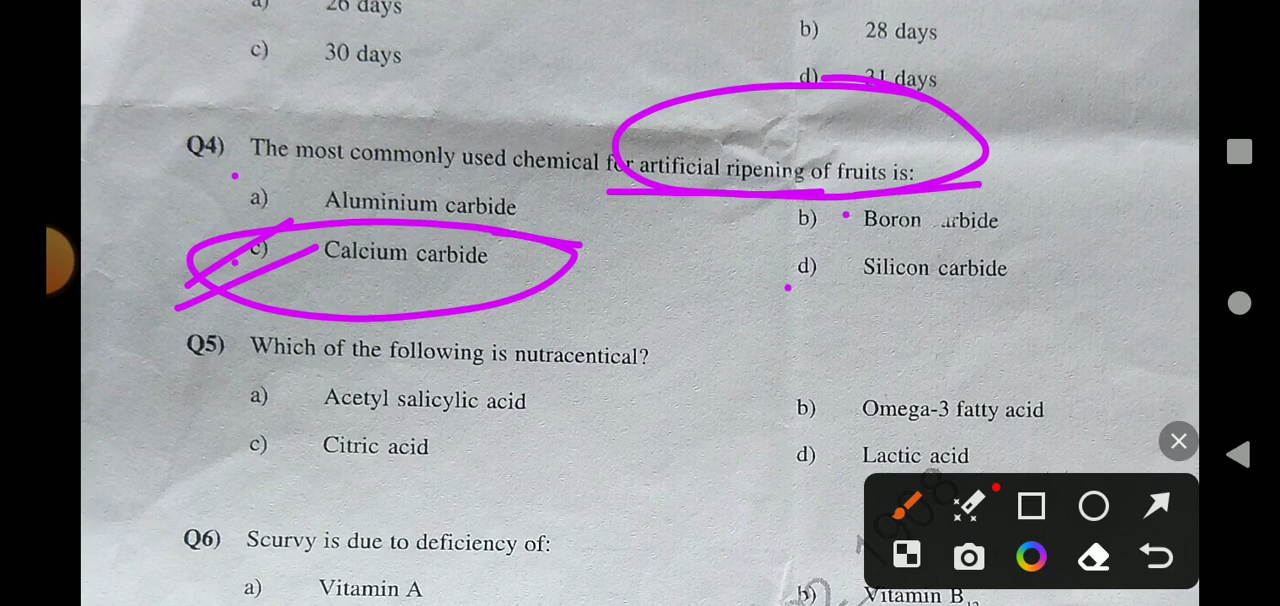 a) 26 days
b) 28 days
c) 30 days
d) 31 days
Q4) The most commonly used chemical for artificial ripening of fruits is:
a) Aluminium carbide
b) Boron carbide
c) Calcium carbide
d) Silicon carbide
Q5) Which of the following is nutracentical?
a) Acetyl salicylic acid
b) Omega-3 fatty acid
c) Citric acid
d) Lactic acid
Q6) Scurvy is due to deficiency of:
a) Vitamin A
b) Vitamin B12